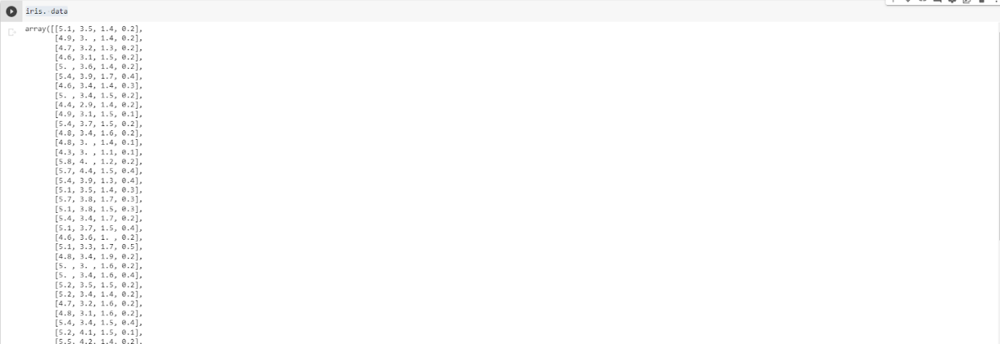 iris. data
array([[5.1, 3.5, 1.4, 0.2],
[4.9, 3. , 1.4, 0.2],
[4.7, 3.2, 1.3, 0.2],
[4.6, 3.1, 1.5, 0.2],
[5. , 3.6, 1.4, 0.2],
[5.4, 3.9, 1.7, 0.4],
[4.6, 3.4, 1.4, 0.3],
[5. , 3.4, 1.5, 0.2],
[4.4, 2.9, 1.4, 0.2],
[4.9, 3.1, 1.5, 0.1],
[5.4, 3.7, 1.5, 0.2],
[4.8, 3.4, 1.6, 0.2],
[4.8, 3. , 1.4, 0.1],
[4.3, 3. , 1.1, 0.1],
[5.8, 4. , 1.2, 0.2],
[5.7, 4.4, 1.5, 0.4],
[5.4, 3.9, 1.3, 0.4],
[5.1, 3.5, 1.4, 0.3],
[5.7, 3.8, 1.7, 0.3],
[5.1, 3.8, 1.5, 0.3],
[5.4, 3.4, 1.7, 0.2],
[5.1, 3.7, 1.5, 0.4],
[4.6, 3.6, 1. , 0.2],
[5.1, 3.3, 1.7, 0.5],
[4.8, 3.4, 1.9, 0.2],
[5. , 3. , 1.6, 0.2],
[5. , 3.4, 1.6, 0.4],
[5.2, 3.5, 1.5, 0.2],
[5.2, 3.4, 1.4, 0.2],
[4.7, 3.2, 1.6, 0.2],
[4.8, 3.1, 1.6, 0.2],
[5.4, 3.4, 1.5, 0.4],
[5.2, 4.1, 1.5, 0.1],
[5.5, 4.2, 1.4, 0.2],